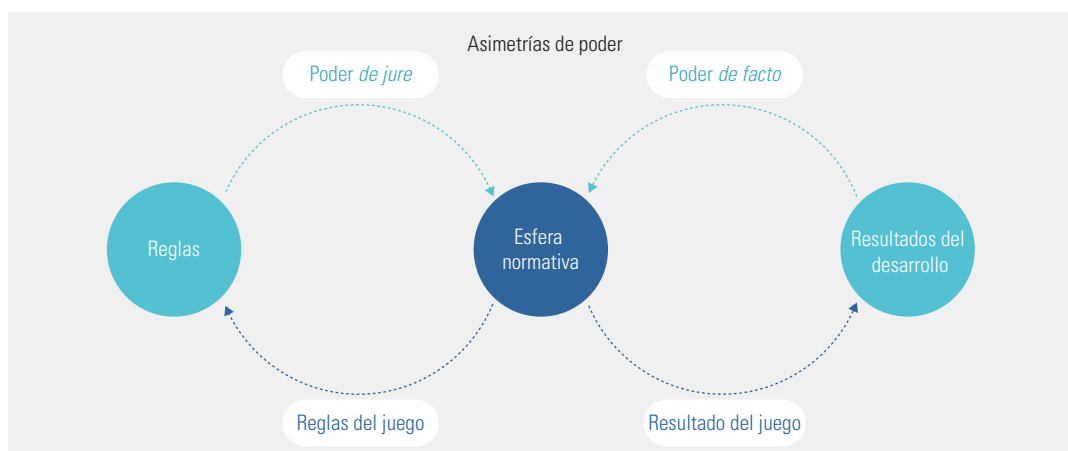 Asimetrías de poder
Poder de jure
Poder de facto
Reglas
Esfera
normativa
Resultados del
desarrollo
Reglas del juego
Resultado del juego